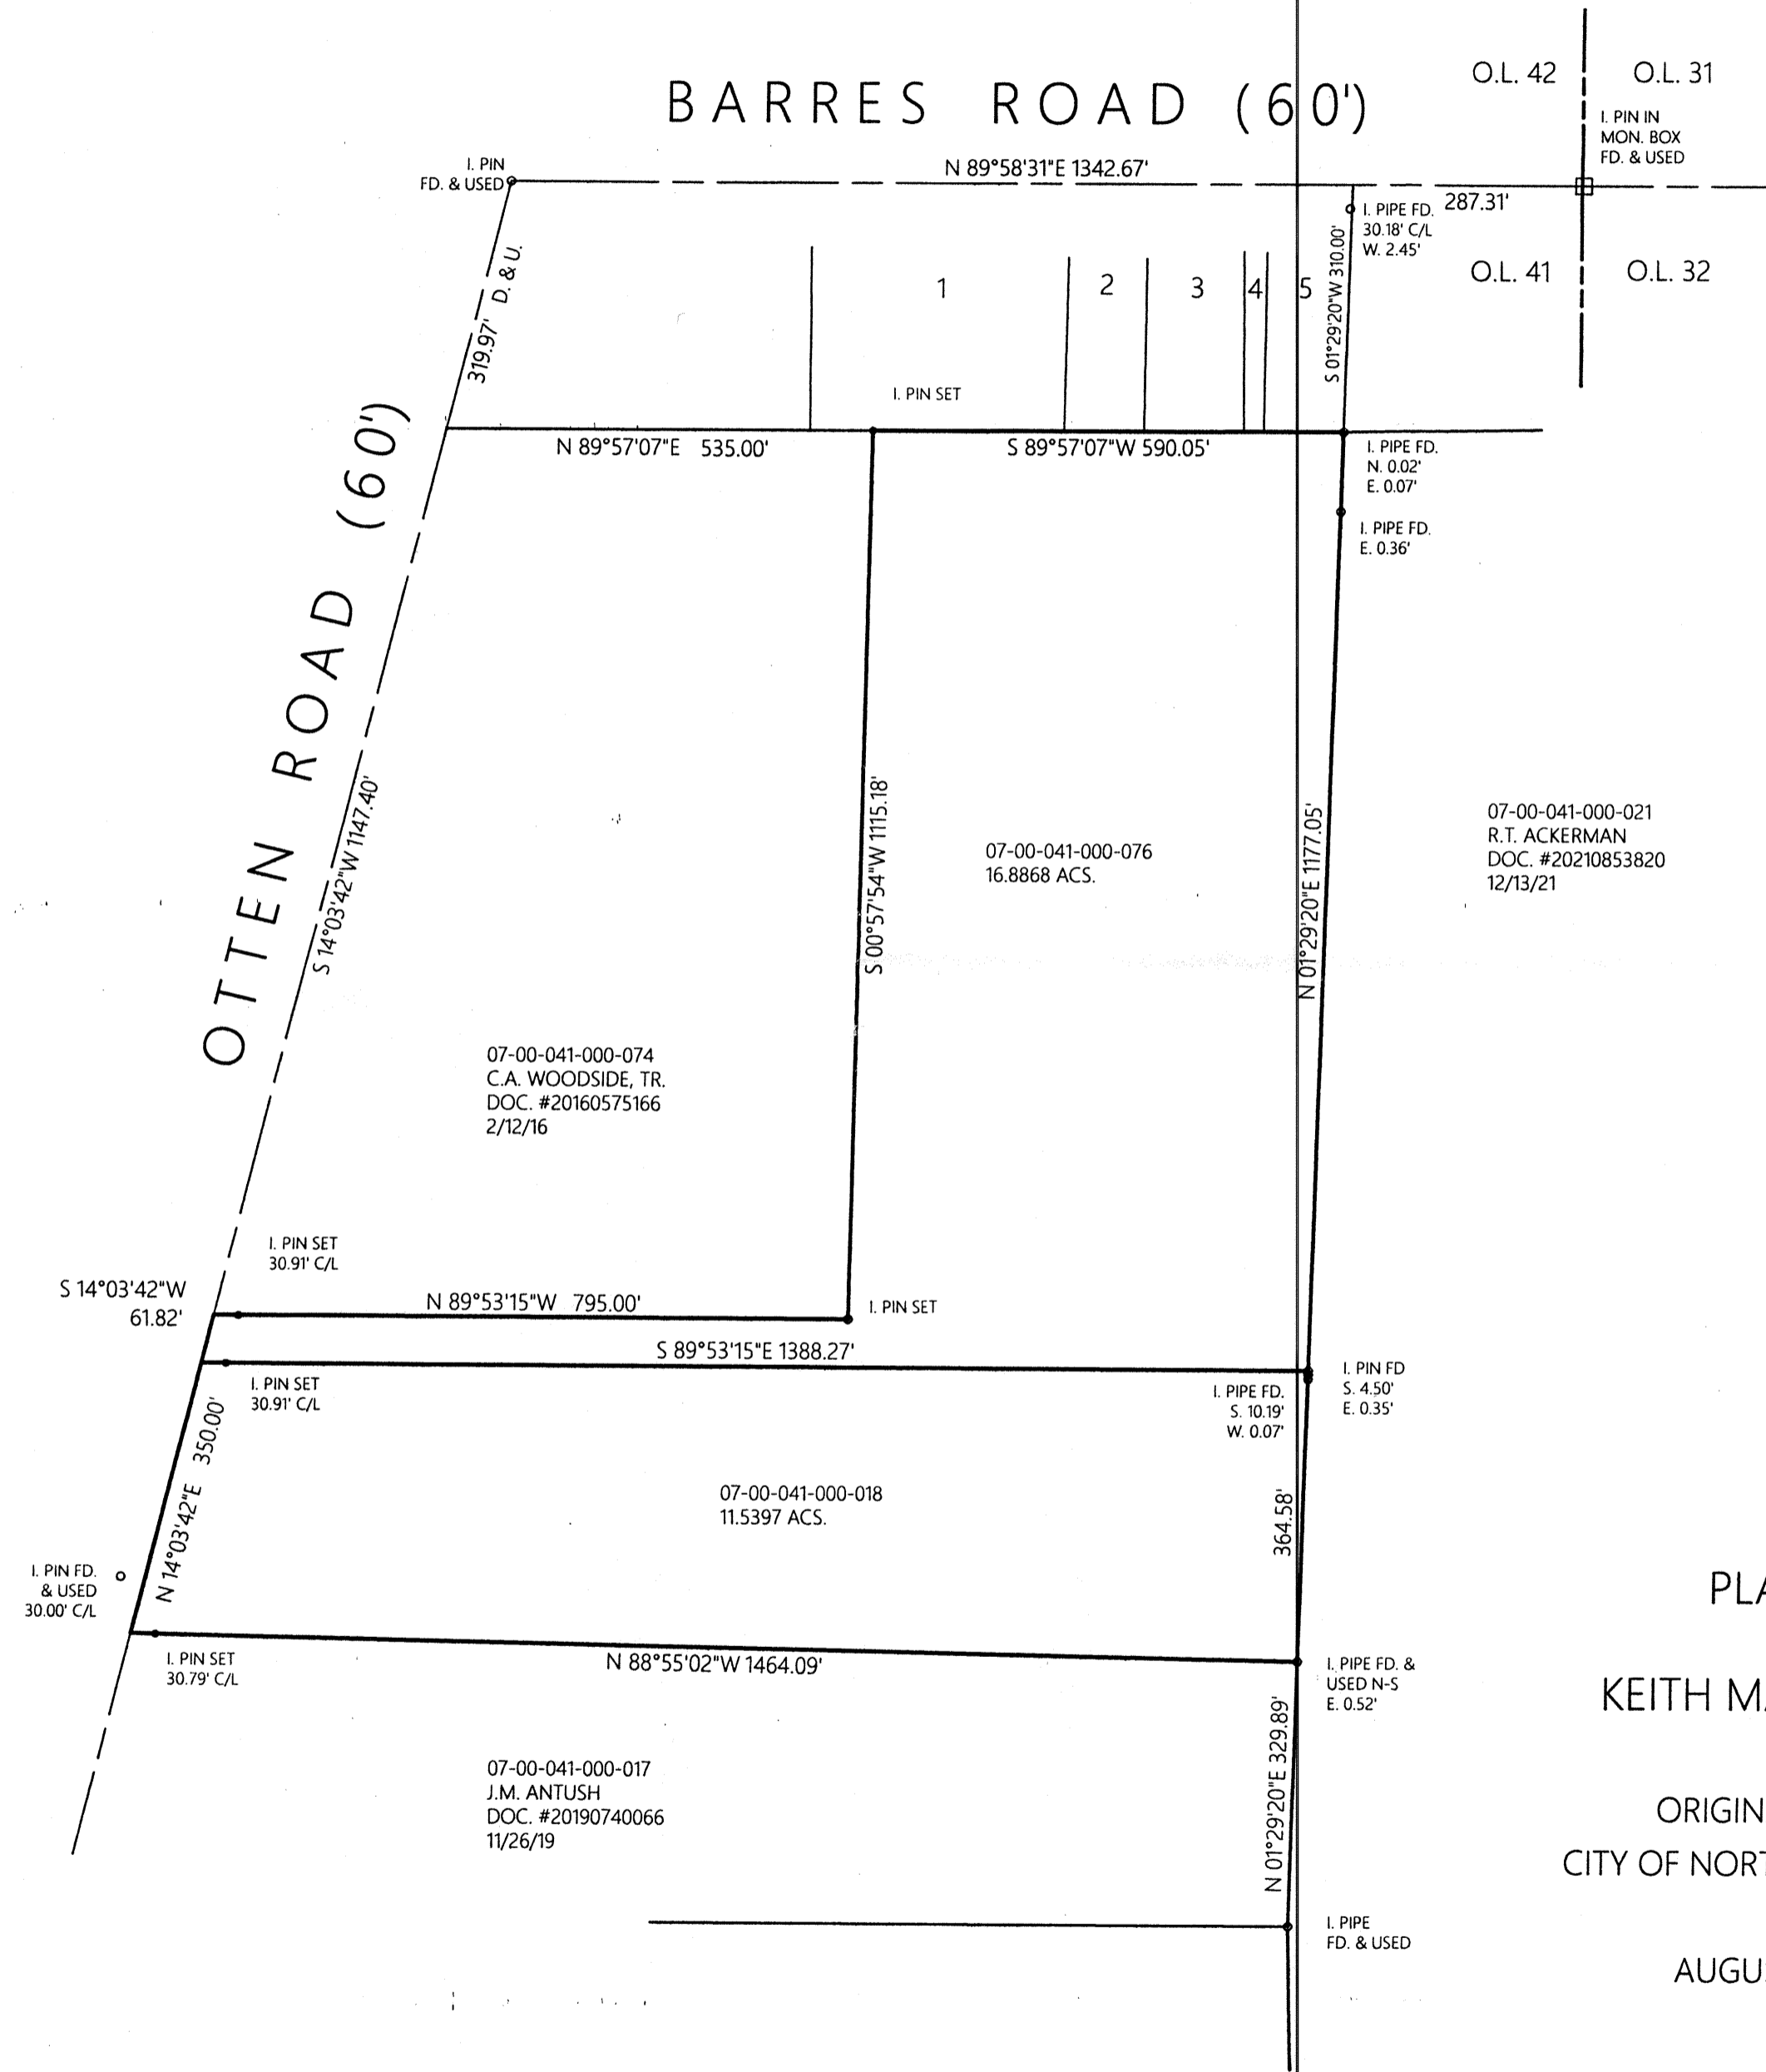 BARRES ROAD (60')
O.L. 42
O.L. 31
I. PIN IN
MON. BOX
FD. & USED
I. PIN
FD. & USED
N 89°58'31"E 1342.67'
287.31'
I. PIPE FD.
30.18' C/L
W. 2.45'
O.L. 41
O.L. 32
319.97' D. & U.
1
2
3
4
5
S 01°29'20"W 310.00'
I. PIN SET
N 89°57'07"E 535.00'
S 89°57'07"W 590.05'
I. PIPE FD.
N. 0.02'
E. 0.07'
I. PIPE FD.
E. 0.36'
OTTEN ROAD (60')
S 14°03'42"W 1147.40'
S 00°57'54"W 1115.18'
07-00-041-000-076
16.8868 ACS.
N 01°29'20"E 1177.05'
07-00-041-000-021
R.T. ACKERMAN
DOC. #20210853820
12/13/21
07-00-041-000-074
C.A. WOODSIDE, TR.
DOC. #20160575166
2/12/16
I. PIN SET
30.91' C/L
S 14°03'42"W
61.82'
N 89°53'15"W 795.00'
I. PIN SET
S 89°53'15"E 1388.27'
I. PIN SET
30.91' C/L
I. PIPE FD.
S. 10.19'
W. 0.07'
I. PIN FD
S. 4.50'
E. 0.35'
N 14°03'42"E 350.00'
07-00-041-000-018
11.5397 ACS.
364.58'
I. PIN FD.
& USED
30.00' C/L
I. PIN SET
30.79' C/L
N 88°55'02"W 1464.09'
I. PIPE FD. &
USED N-S
E. 0.52'
PLA
KEITH MA
07-00-041-000-017
J.M. ANTUSH
DOC. #20190740066
11/26/19
N 01°29'20"E 329.89'
ORIGIN
CITY OF NORT
I. PIPE
FD. & USED
AUGUS